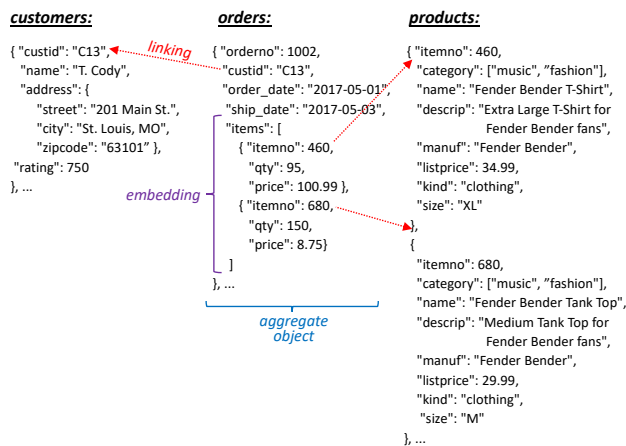 customers:
{ "custid": "C13",
"name": "T. Cody",
"address": {
"street": "201 Main St.",
"city": "St. Louis, MO",
"zipcode": "63101” },
"rating": 750
}, ...
linking
embedding
orders:
{ "orderno": 1002,
"custid": "C13",
"order_date": "2017-05-01",
"ship_date": "2017-05-03",
"items": [
{ "itemno": 460,
"qty": 95,
"price": 100.99 },
{ "itemno": 680,
"qty": 150,
"price": 8.75}
]
}, ...
aggregate
object
products:
{ "itemno": 460,
"category": ["music", ”fashion"],
"name": "Fender Bender T-Shirt",
"descrip": "Extra Large T-Shirt for
Fender Bender fans",
"manuf": "Fender Bender",
"listprice": 34.99,
"kind": "clothing",
"size": "XL"
},
{
"itemno": 680,
"category": ["music", ”fashion"],
"name": "Fender Bender Tank Top",
"descrip": "Medium Tank Top for
Fender Bender fans",
"manuf": "Fender Bender",
"listprice": 29.99,
"kind": "clothing",
"size": "M"
}, ...